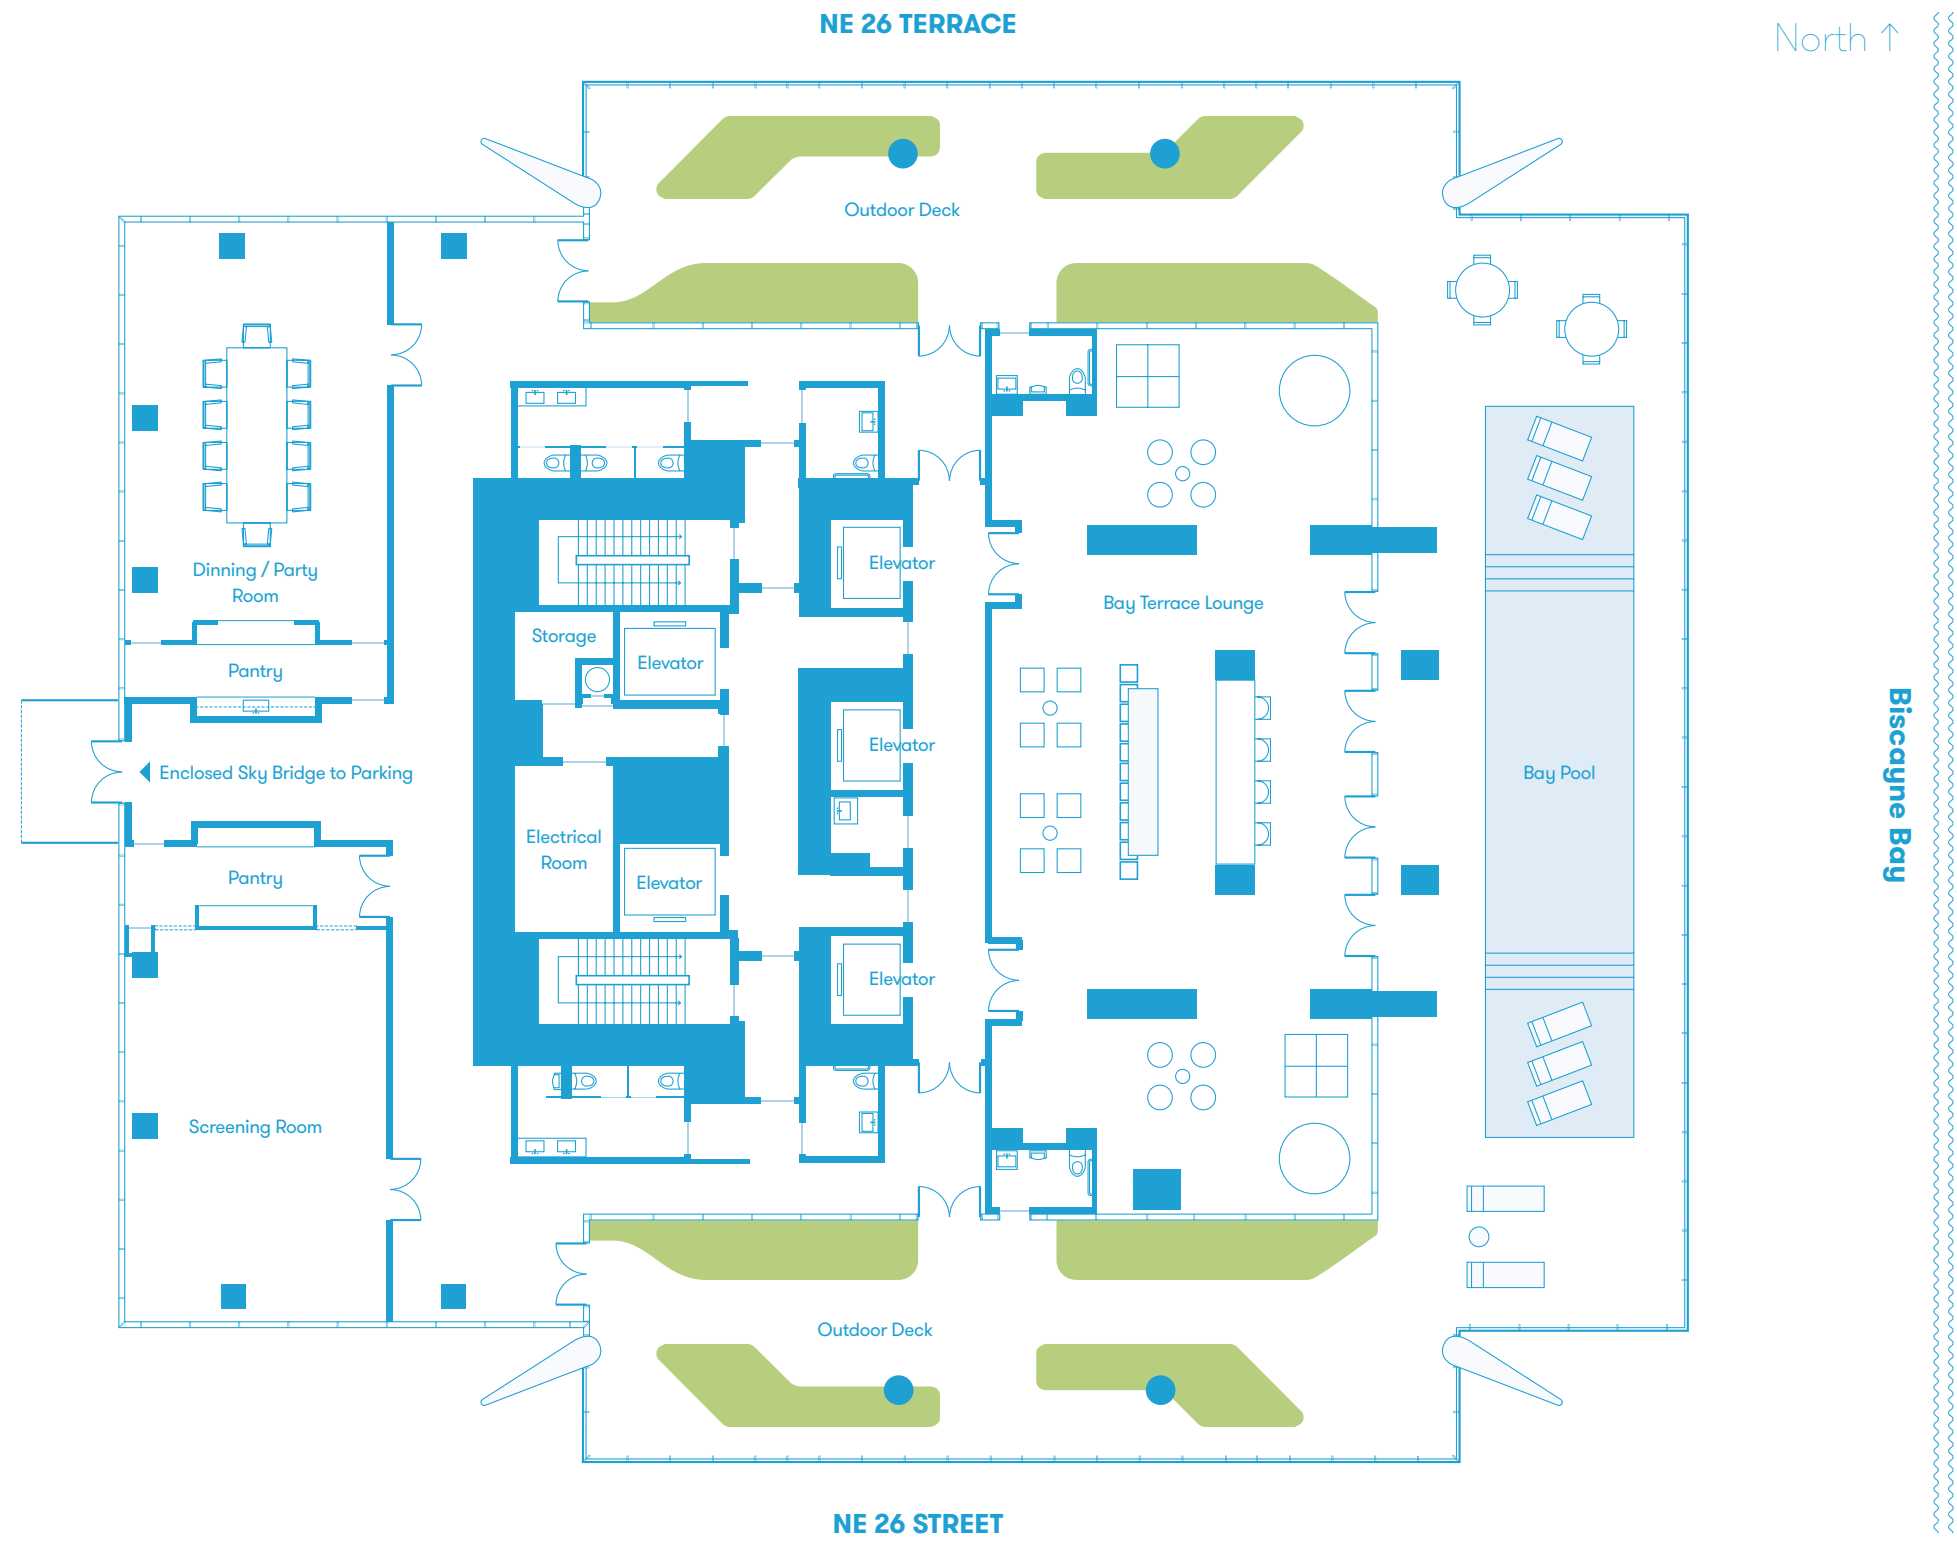 NE 26 TERRACE
North ↑
Outdoor Deck
Elevator
Dinning / Party
Room
Bay Terrace Lounge
Storage
Elevator
Pantry
Elevator
Enclosed Sky Bridge to Parking
Bay Pool
Biscayne Bay
Electrical
Room
Pantry
Elevator
Elevator
Screening Room
Outdoor Deck
NE 26 STREET